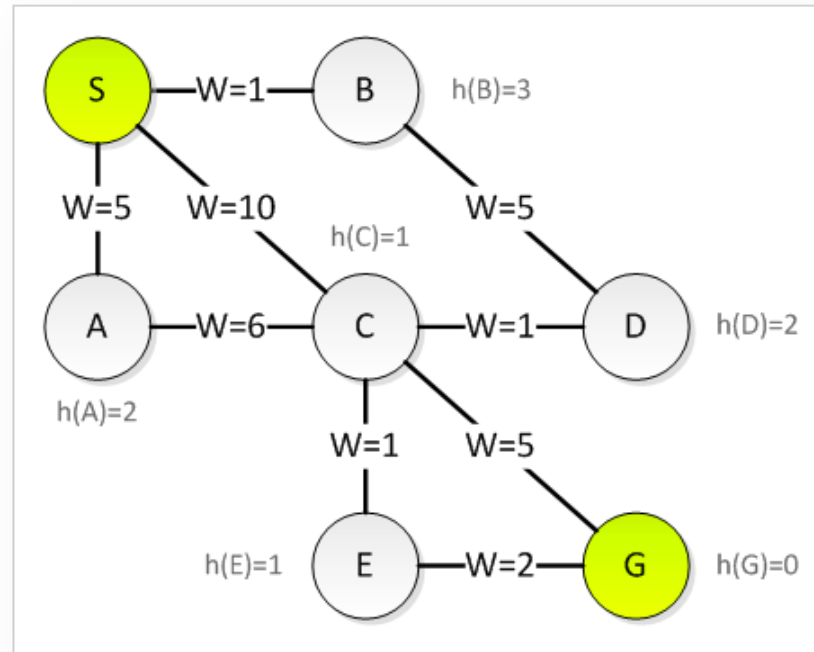 S
W=1
B
h(B)=3
W=5
W=10
W=5
h(C)=1
A
W=6
C
W=1
D
h(D)=2
h(A)=2
W=1
W=5
h(E)=1
E
W=2
G
h(G)=0